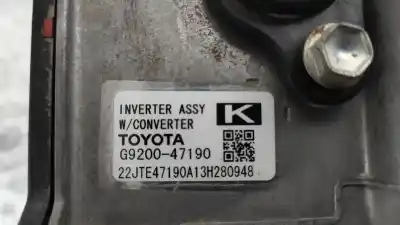 INVERTER ASSY K
W/CONVERTER
TOYOTA
G9200-47190
22JTE47190A13H280948